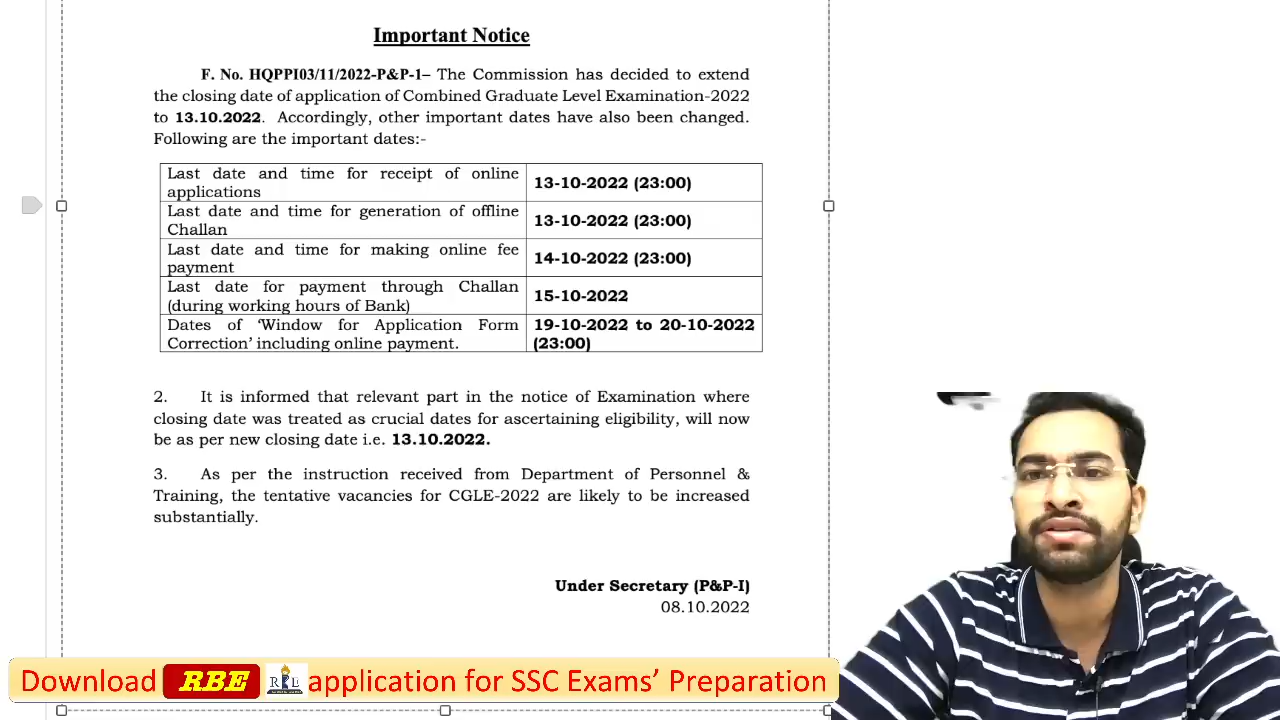 Important Notice
F. No. HQPPI03/11/2022-P&P-1– The Commission has decided to extend
the closing date of application of Combined Graduate Level Examination-2022
to 13.10.2022. Accordingly, other important dates have also been changed.
Following are the important dates:-
Last date and time for receipt of online
applications
13-10-2022 (23:00)
Last date and time for generation of offline
Challan
13-10-2022 (23:00)
Last date and time for making online fee
payment
14-10-2022 (23:00)
Last date for payment through Challan
(during working hours of Bank)
15-10-2022
Dates of ‘Window for Application Form
Correction’ including online payment.
19-10-2022 to 20-10-2022
(23:00)
2. It is informed that relevant part in the notice of Examination where
closing date was treated as crucial dates for ascertaining eligibility, will now
be as per new closing date i.e. 13.10.2022.
3. As per the instruction received from Department of Personnel &
Training, the tentative vacancies for CGLE-2022 are likely to be increased
substantially.
Under Secretary (P&P-I)
08.10.2022
Download RBE RBE application for SSC Exams’ Preparation